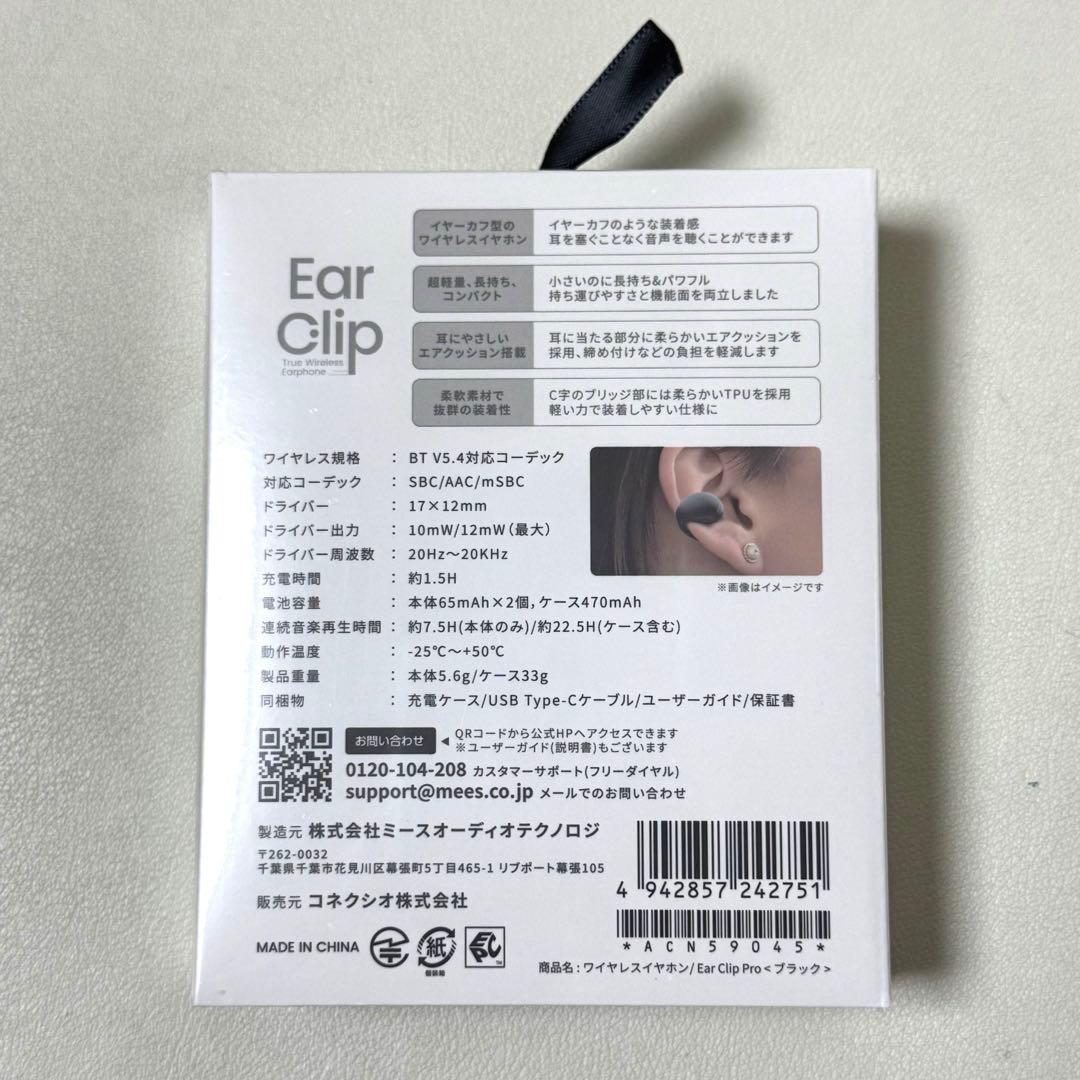 Ear
Clip
True Wireless
Earphone
イヤーカフ型の
ワイヤレスイヤホン
イヤーカフのような装着感
耳を塞ぐことなく音声を聴くことができます
超軽量、長持ち、
コンパクト
小さいのに長持ち&パワフル
持ち運びやすさと機能面を両立しました
耳にやさしい
エアクッション搭載
耳に当たる部分に柔らかいエアクッションを
採用、締め付けなどの負担を軽減します
柔軟素材で
抜群の装着性
C字のブリッジ部には柔らかいTPUを採用
軽い力で装着しやすい仕様に
ワイヤレス規格 : BT V5.4対応コーデック
対応コーデック : SBC/AAC/mSBC
ドライバー : 17×12mm
ドライバー出力 : 10mW/12mW(最大)
ドライバー周波数 : 20Hz〜20KHz
充電時間 : 約1.5H
電池容量 : 本体65mAh×2個,ケース470mAh
連続音楽再生時間 : 約7.5H(本体のみ)/約22.5H(ケース含む)
動作温度 : -25℃〜+50℃
製品重量 : 本体5.6g/ケース33g
同梱物 : 充電ケース/USB Type-Cケーブル/ユーザーガイド/保証書
※画像はイメージです
お問い合わせ
QRコードから公式HPへアクセスできます
※ユーザーガイド(説明書)もございます
0120-104-208 カスタマーサポート(フリーダイヤル)
support@mees.co.jp メールでのお問い合わせ
製造元 株式会社ミースオーディオテクノロジ
〒262-0032
千葉県千葉市花見川区幕張町5丁目465-1 リブポート幕張105
販売元 コネクシオ株式会社
MADE IN CHINA
紙
個装箱
EPC
TM
4 942857 242751
*ACN59045*
商品名 : ワイヤレスイヤホン/ Ear Clip Pro < ブラック >